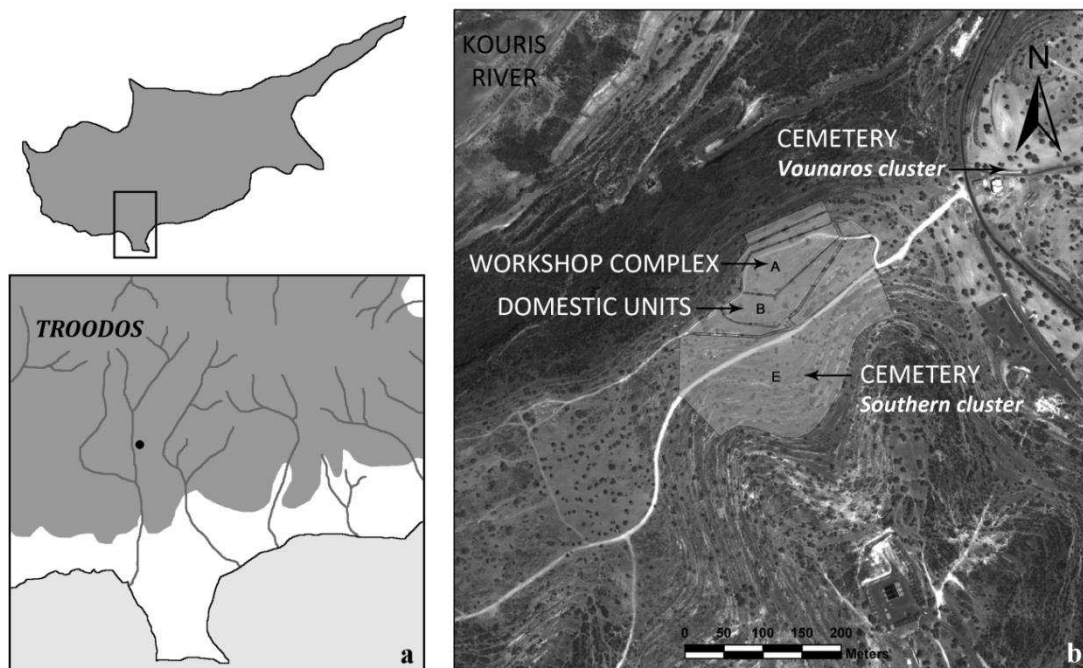 TROODOS
a
KOURIS
RIVER
N
CEMETERY
Vounaros cluster
WORKSHOP COMPLEX
A
DOMESTIC UNITS
B
E
CEMETERY
Southern cluster
0 50 100 150 200
Meters
b